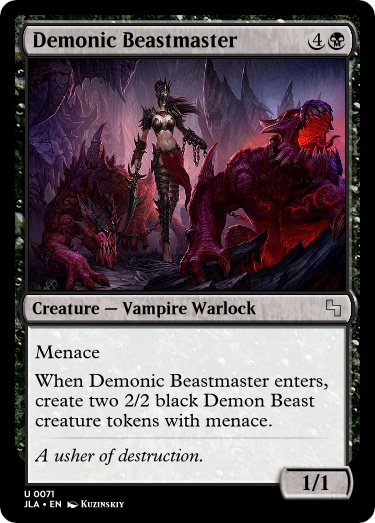 Demonic Beastmaster 4
Creature — Vampire Warlock
Menace
When Demonic Beastmaster enters,
create two 2/2 black Demon Beast
creature tokens with menace.
A usher of destruction.
1/1
U 0071
JLA • EN Kuzinskiy